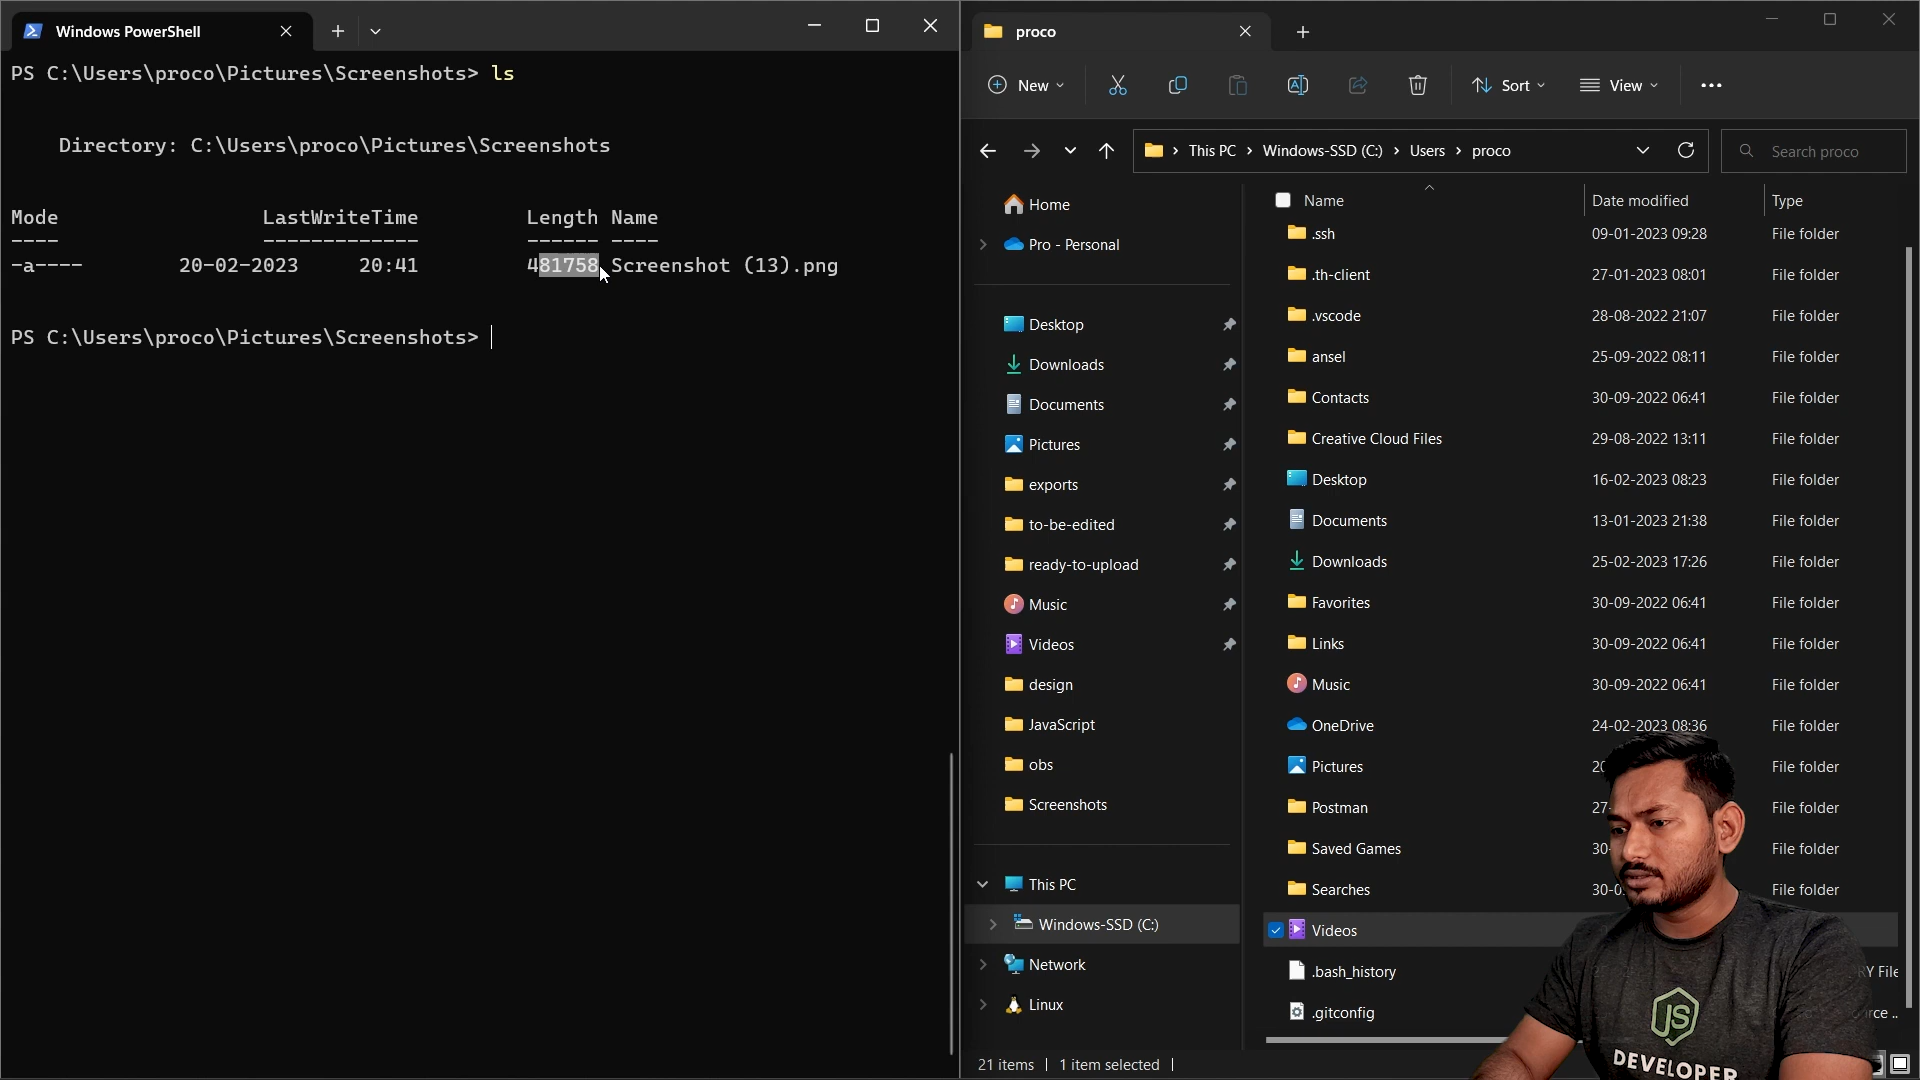 Windows PowerShell
PS C:\Users\proco\Pictures\Screenshots> ls
Directory: C:\Users\proco\Pictures\Screenshots
Mode LastWriteTime Length Name
---- ------------- ------ ----
-a---- 20-02-2023 20:41 481758 Screenshot (13).png
PS C:\Users\proco\Pictures\Screenshots>
proco
New
Sort
View
This PC > Windows-SSD (C:) > Users > proco
Search proco
Home
Pro - Personal
Desktop
Downloads
Documents
Pictures
exports
to-be-edited
ready-to-upload
Music
Videos
design
JavaScript
obs
Screenshots
This PC
Windows-SSD (C:)
Network
Linux
Name Date modified Type
.ssh 09-01-2023 09:28 File folder
.th-client 27-01-2023 08:01 File folder
.vscode 28-08-2022 21:07 File folder
ansel 25-09-2022 08:11 File folder
Contacts 30-09-2022 06:41 File folder
Creative Cloud Files 29-08-2022 13:11 File folder
Desktop 16-02-2023 08:23 File folder
Documents 13-01-2023 21:38 File folder
Downloads 25-02-2023 17:26 File folder
Favorites 30-09-2022 06:41 File folder
Links 30-09-2022 06:41 File folder
Music 30-09-2022 06:41 File folder
OneDrive 24-02-2023 08:36 File folder
Pictures File folder
Postman File folder
Saved Games File folder
Searches File folder
Videos
.bash_history
.gitconfig
21 items 1 item selected
JS
DEVELOPER